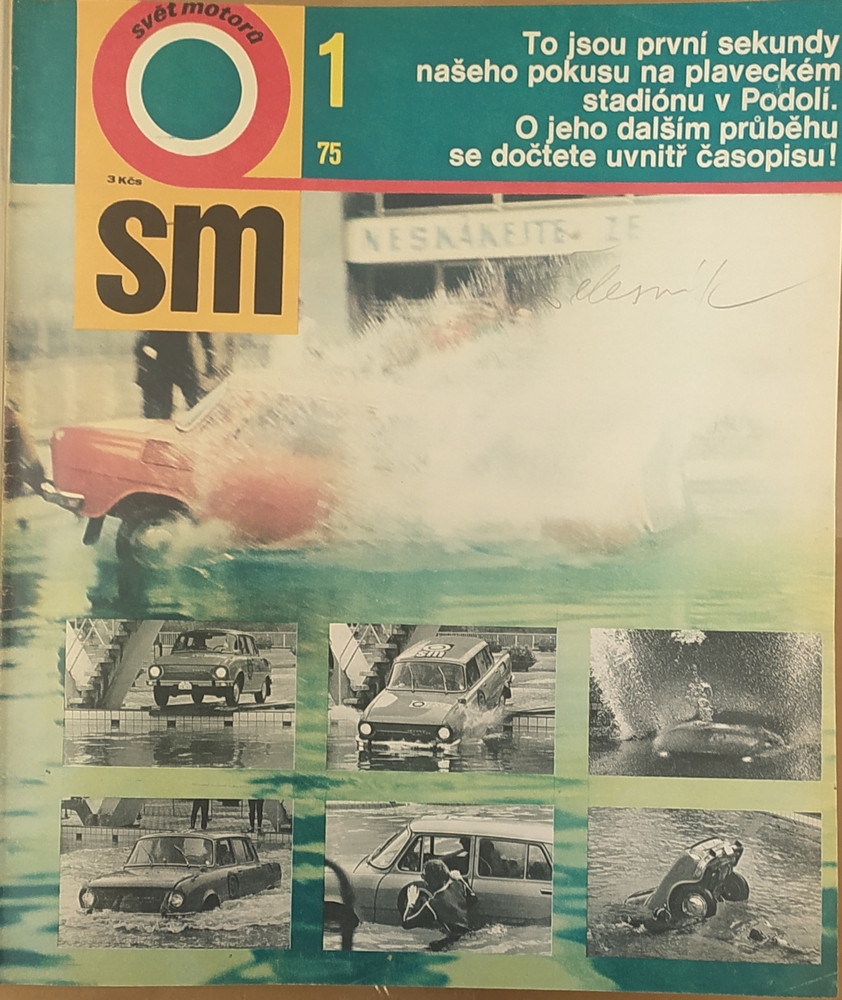 svět motorů
1
75
To jsou první sekundy
našeho pokusu na plaveckém
stadiónu v Podolí.
O jeho dalším průběhu
se dočtete uvnitř časopisu!
3 Kčs
sm
NESKÁKEJTE ZE
sm